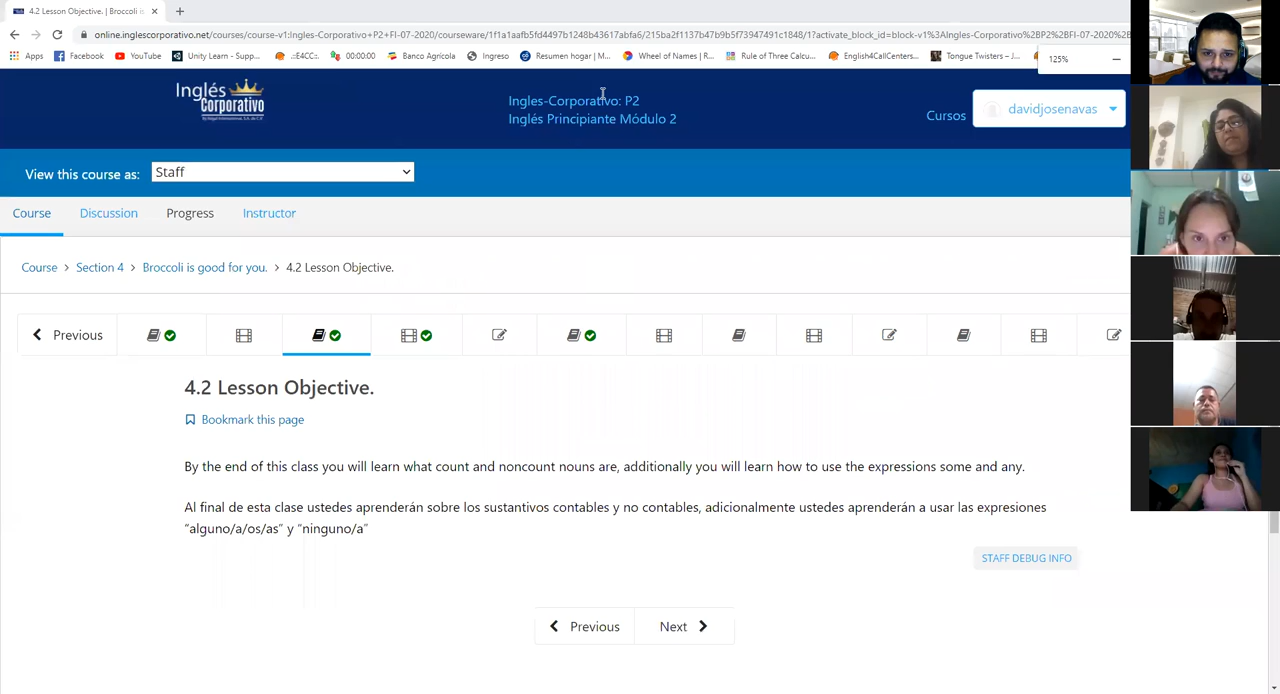 4.2 Lesson Objective. | Broccoli is
online.inglescorporativo.net/courses/course-v1:Ingles-Corporativo+P2+FI-07-2020/courseware/1f1a1aafb5fd4497b1248b43617abfa6/215ba2f1137b47b9b5f73947491c1848/1?activate_block_id=block-v1%3AIngles-Corporativo%2BP2%2BFI-07-2020%2B
Apps Facebook YouTube Unity Learn - Supp... .::E4CC::. 00:00:00 Banco Agrícola Ingreso Resumen hogar | M... Wheel of Names | R... Rule of Three Calcu... English4CallCenters... Tongue Twisters – J...
125%
Inglés
Corporativo
Ingles-Corporativo: P2
Inglés Principiante Módulo 2
Cursos
davidjosenavas
View this course as: Staff
Course Discussion Progress Instructor
Course > Section 4 > Broccoli is good for you. > 4.2 Lesson Objective.
Previous
4.2 Lesson Objective.
Bookmark this page
By the end of this class you will learn what count and noncount nouns are, additionally you will learn how to use the expressions some and any.
Al final de esta clase ustedes aprenderán sobre los sustantivos contables y no contables, adicionalmente ustedes aprenderán a usar las expresiones
“alguno/a/os/as” y “ninguno/a”
STAFF DEBUG INFO
Previous Next